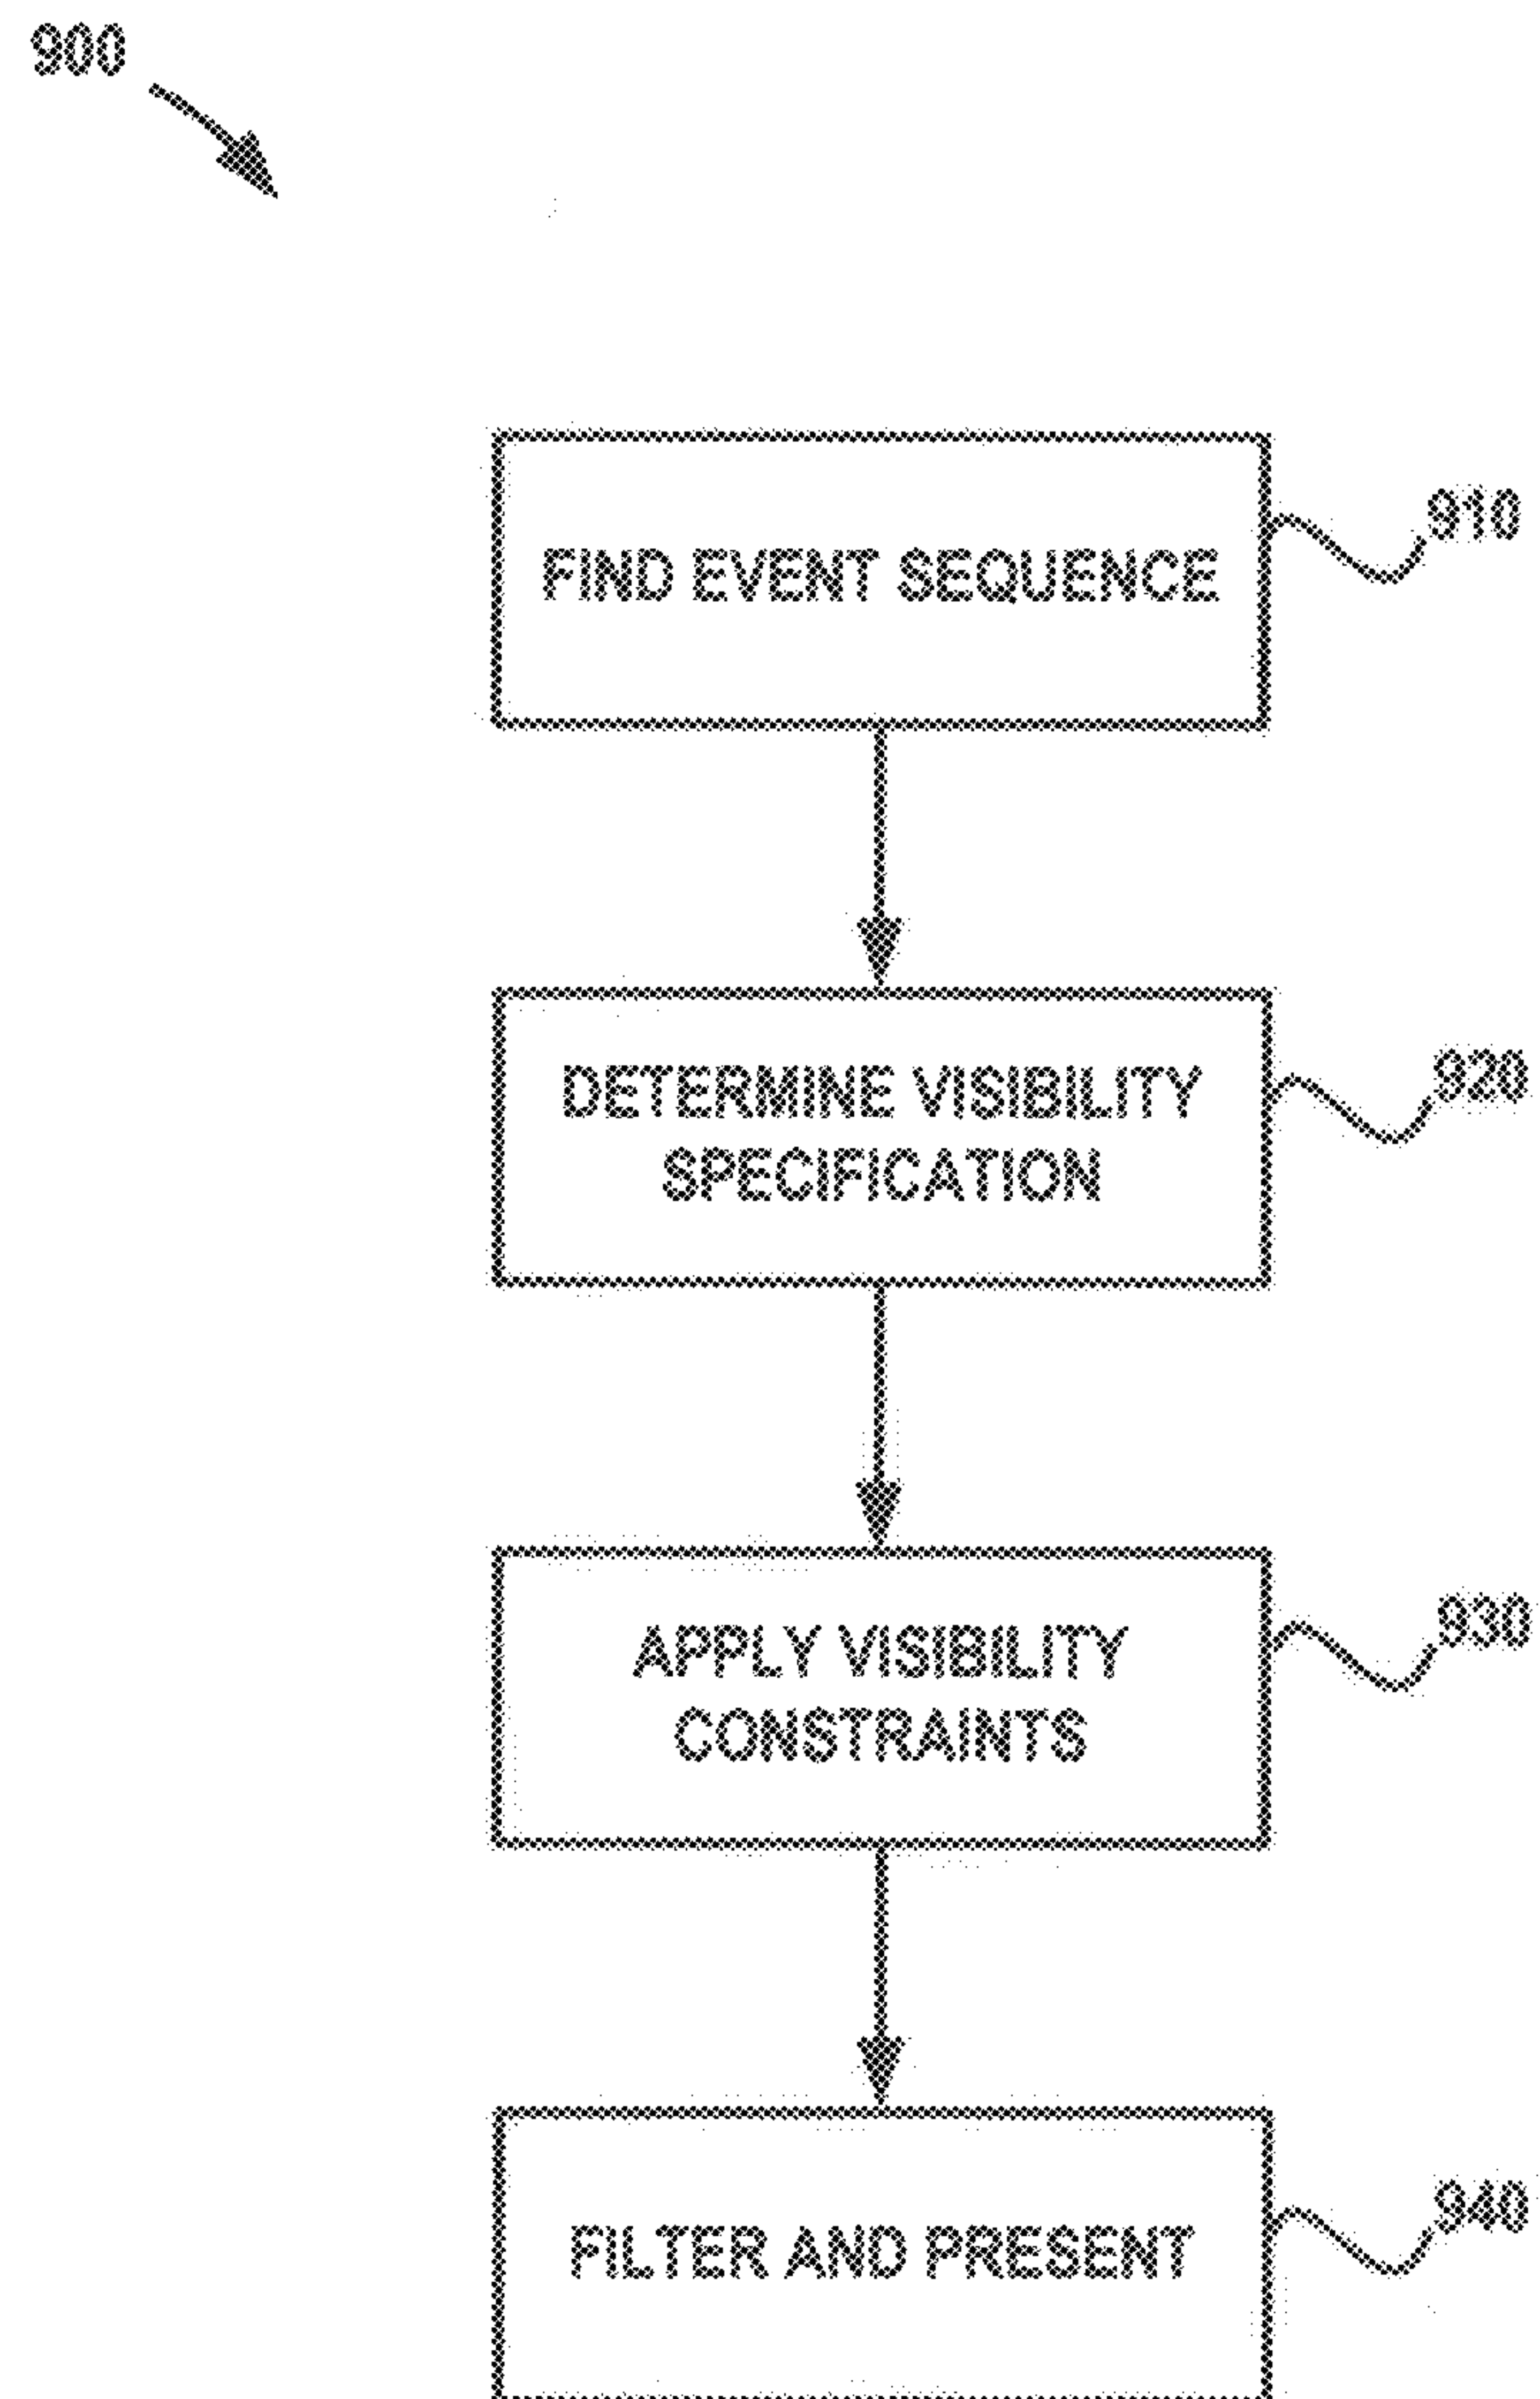 900
FIND EVENT SEQUENCE
910
DETERMINE VISIBILITY
SPECIFICATION
920
APPLY VISIBILITY
CONSTRAINTS
930
FILTER AND PRESENT
940